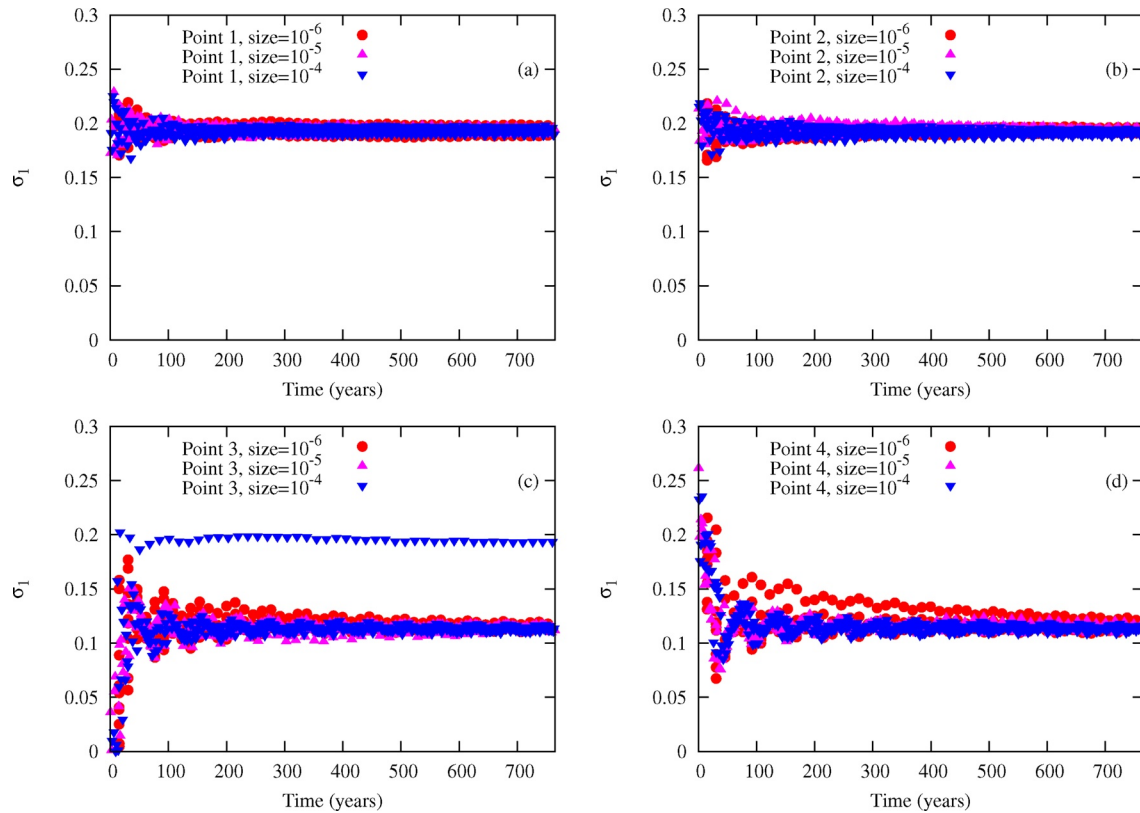 0.3
0.25
0.2
0.15
0.1
0.05
0
σ₁
Point 1, size=10⁻⁶
Point 1, size=10⁻⁵
Point 1, size=10⁻⁴
(a)
0 100 200 300 400 500 600 700
Time (years)
0.3
0.25
0.2
0.15
0.1
0.05
0
σ₁
Point 2, size=10⁻⁶
Point 2, size=10⁻⁵
Point 2, size=10⁻⁴
(b)
0 100 200 300 400 500 600 700
Time (years)
0.3
0.25
0.2
0.15
0.1
0.05
0
σ₁
Point 3, size=10⁻⁶
Point 3, size=10⁻⁵
Point 3, size=10⁻⁴
(c)
0 100 200 300 400 500 600 700
Time (years)
0.3
0.25
0.2
0.15
0.1
0.05
0
σ₁
Point 4, size=10⁻⁶
Point 4, size=10⁻⁵
Point 4, size=10⁻⁴
(d)
0 100 200 300 400 500 600 700
Time (years)